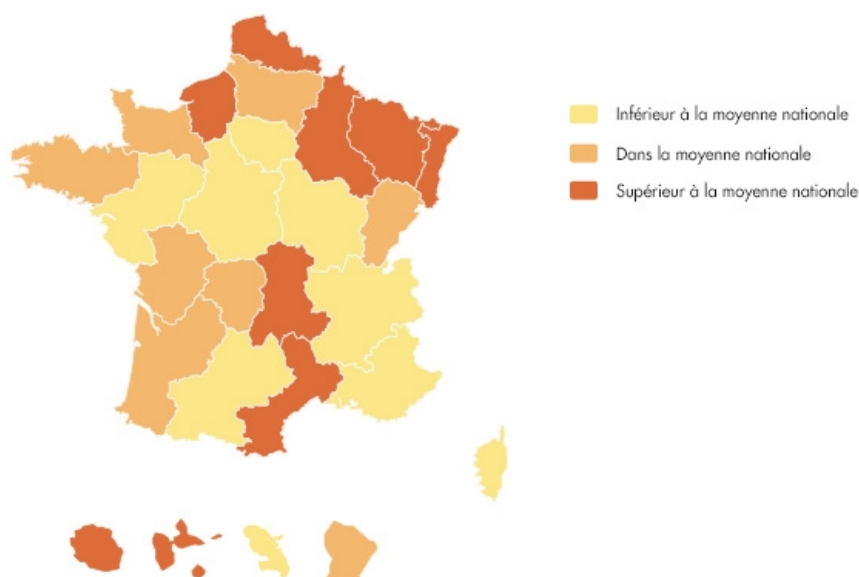 Inférieur à la moyenne nationale
Dans la moyenne nationale
Supérieur à la moyenne nationale